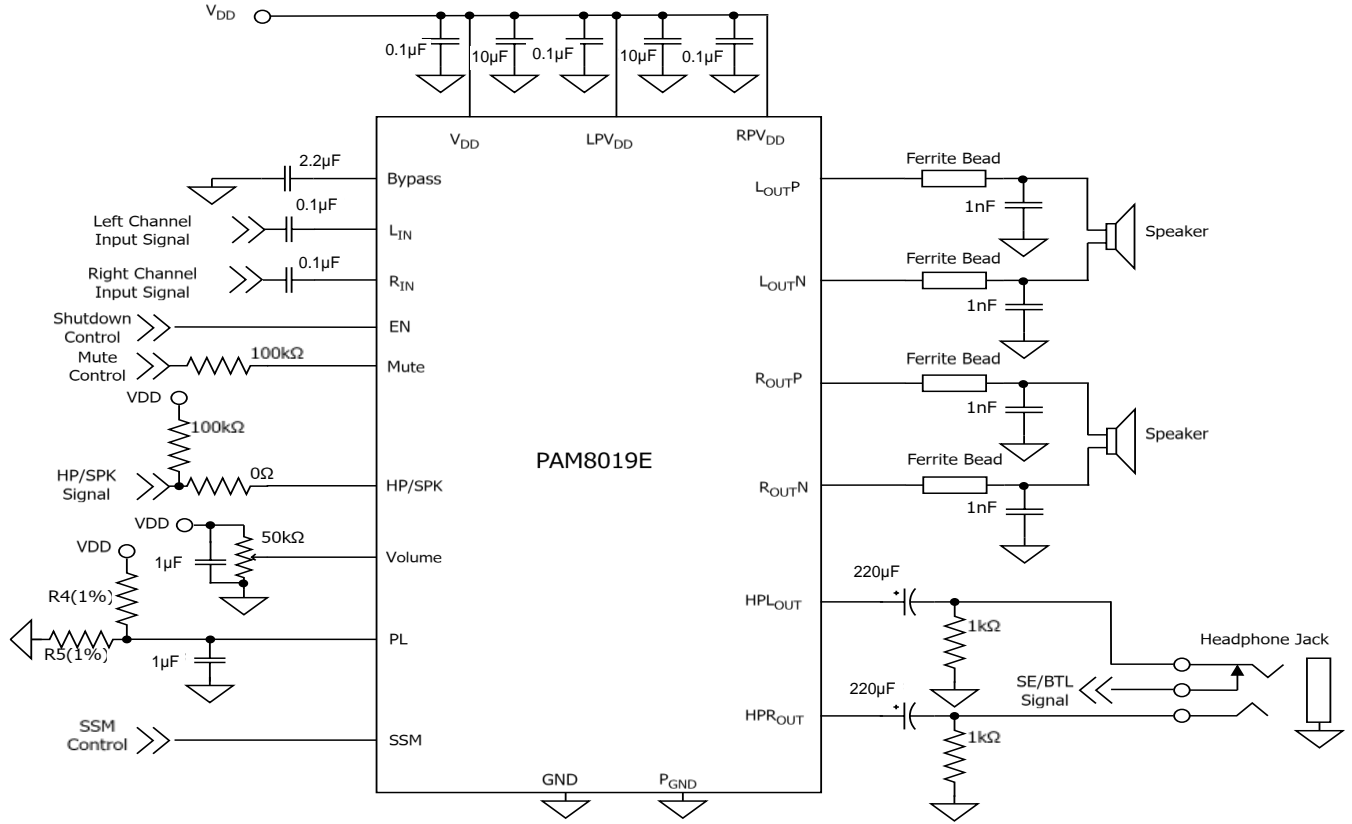 VDD
0.1μF
10μF
0.1μF
10μF
0.1μF
VDD
LPVDD
RPVDD
2.2μF
Bypass
Left Channel
Input Signal
0.1μF
LIN
Right Channel
Input Signal
0.1μF
RIN
Shutdown
Control
EN
Mute
Control
100kΩ
Mute
VDD
100kΩ
HP/SPK
Signal
0Ω
HP/SPK
VDD
1μF
50kΩ
Volume
VDD
R4(1%)
R5(1%)
1μF
PL
SSM
Control
SSM
PAM8019E
GND
PGND
LOUTP
Ferrite Bead
1nF
LOUTN
Ferrite Bead
1nF
Speaker
ROUTP
Ferrite Bead
1nF
ROUTN
Ferrite Bead
1nF
Speaker
HPLOUT
220μF
+
1kΩ
HPROUT
220μF
+
1kΩ
SE/BTL
Signal
Headphone Jack